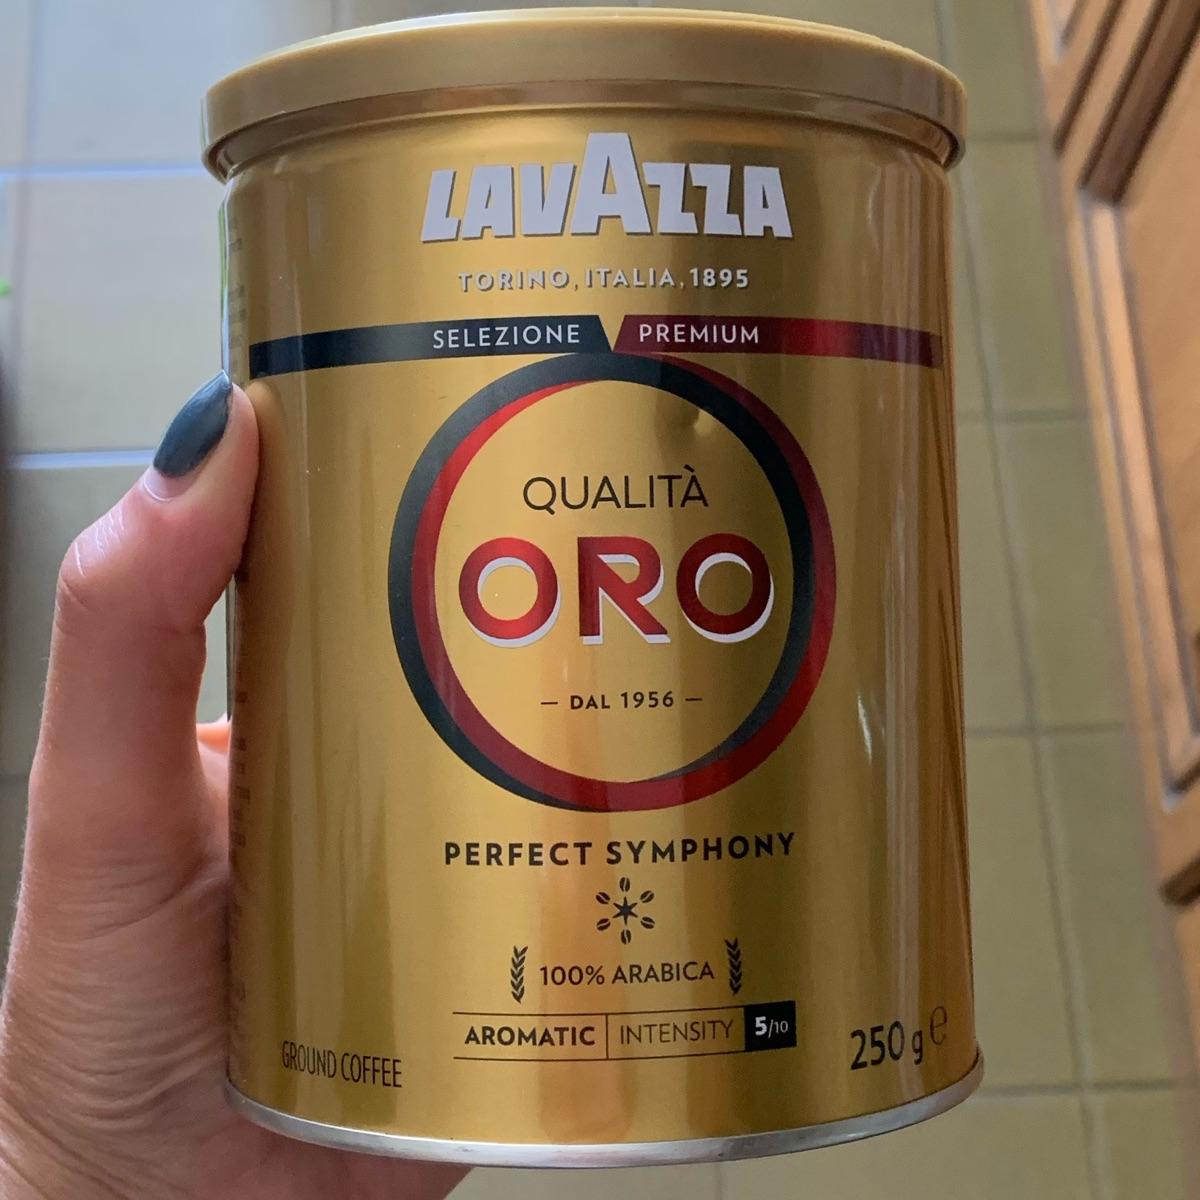 LAVAZZA
TORINO, ITALIA, 1895
SELEZIONE PREMIUM
QUALITÀ
ORO
— DAL 1956 —
PERFECT SYMPHONY
100% ARABICA
AROMATIC INTENSITY 5/10
GROUND COFFEE
250 g ℮